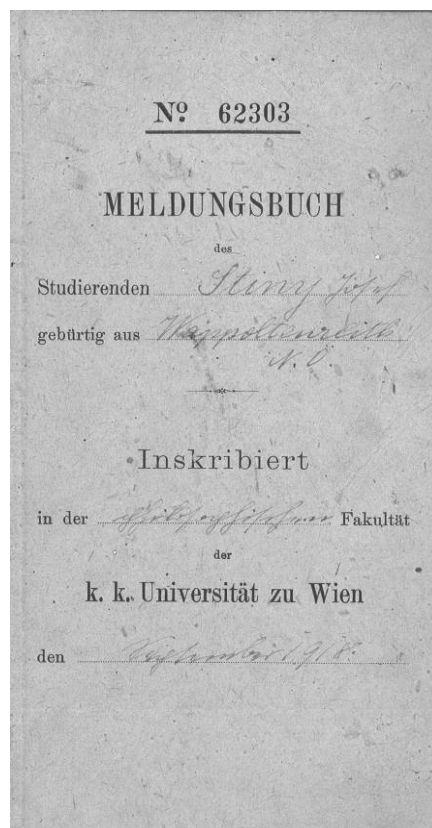 Nº 62303
MELDUNGSBUCH
des
Studierenden Stiny Josef
gebürtig aus Wappoltenreith
N. Ö.
Inskribiert
in der philosophischen Fakultät
der
k. k. Universität zu Wien
den September 1918.